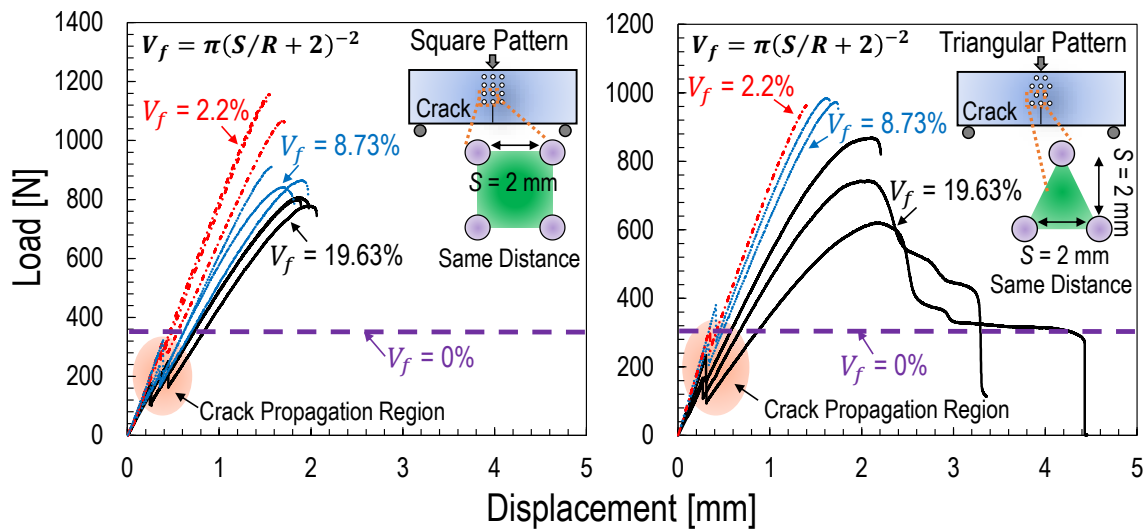 Load [N]
1400
1200
1000
800
600
400
200
0
0
1
2
3
4
5
V_f = π(S/R + 2)⁻²
Square Pattern
Crack
V_f = 2.2%
V_f = 8.73%
S = 2 mm
V_f = 19.63%
Same Distance
V_f = 0%
Crack Propagation Region
1200
1000
800
600
400
200
0
0
1
2
3
4
5
V_f = π(S/R + 2)⁻²
Triangular Pattern
Crack
V_f = 2.2%
V_f = 8.73%
S = 2 mm
V_f = 19.63%
S = 2 mm
Same Distance
V_f = 0%
Crack Propagation Region
Displacement [mm]